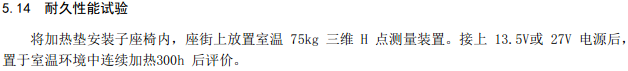 5.14 耐久性能试验
将加热垫安装子座椅内，座街上放置室温 75kg 三维 H 点测量装置。接上 13.5V或 27V 电源后，
置于室温环境中连续加热300h 后评价。